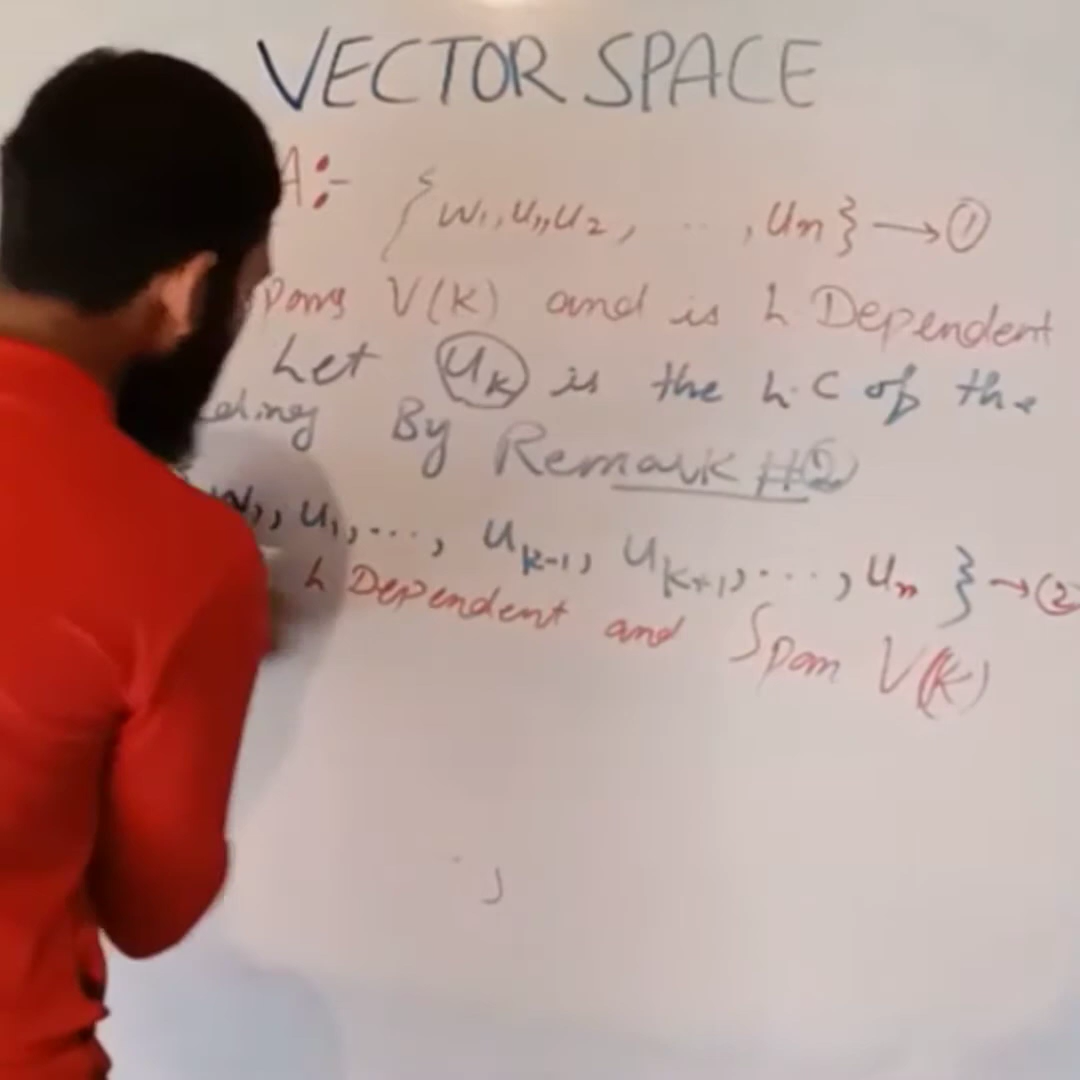 VECTOR SPACE
A:- { w₁, u₁, u₂, ..., uₙ } → ①
V(K) and is L Dependent
Let uₖ is the L.C of the
By Remark #②
w₁, u₁, ..., uₖ₋₁, uₖ₊₁, ..., uₙ } → ②
L Dependent and Span V(K)